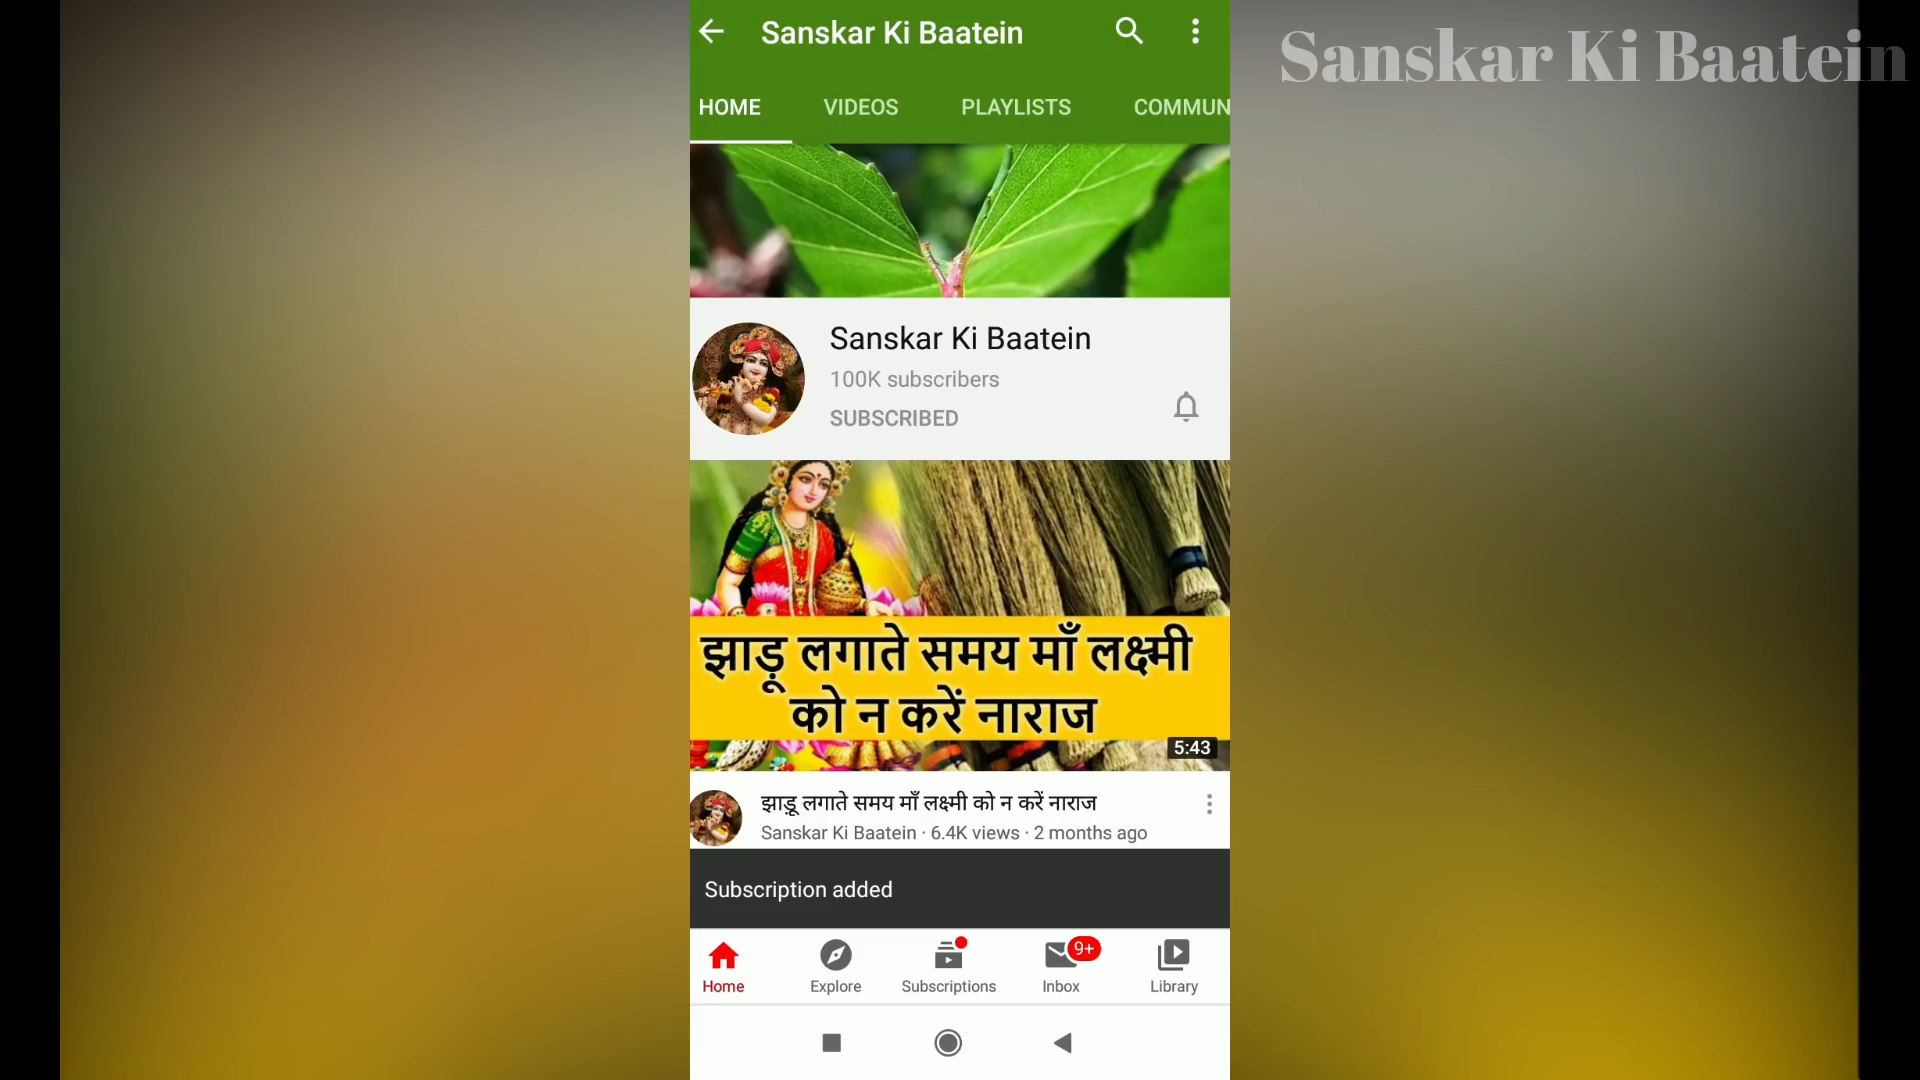 Sanskar Ki Baatein
Sanskar Ki Baatein
HOME VIDEOS PLAYLISTS COMMUN
Sanskar Ki Baatein
100K subscribers
SUBSCRIBED
झाड़ू लगाते समय माँ लक्ष्मी
को न करें नाराज
5:43
झाड़ू लगाते समय माँ लक्ष्मी को न करें नाराज
Sanskar Ki Baatein · 6.4K views · 2 months ago
Subscription added
9+
Home Explore Subscriptions Inbox Library